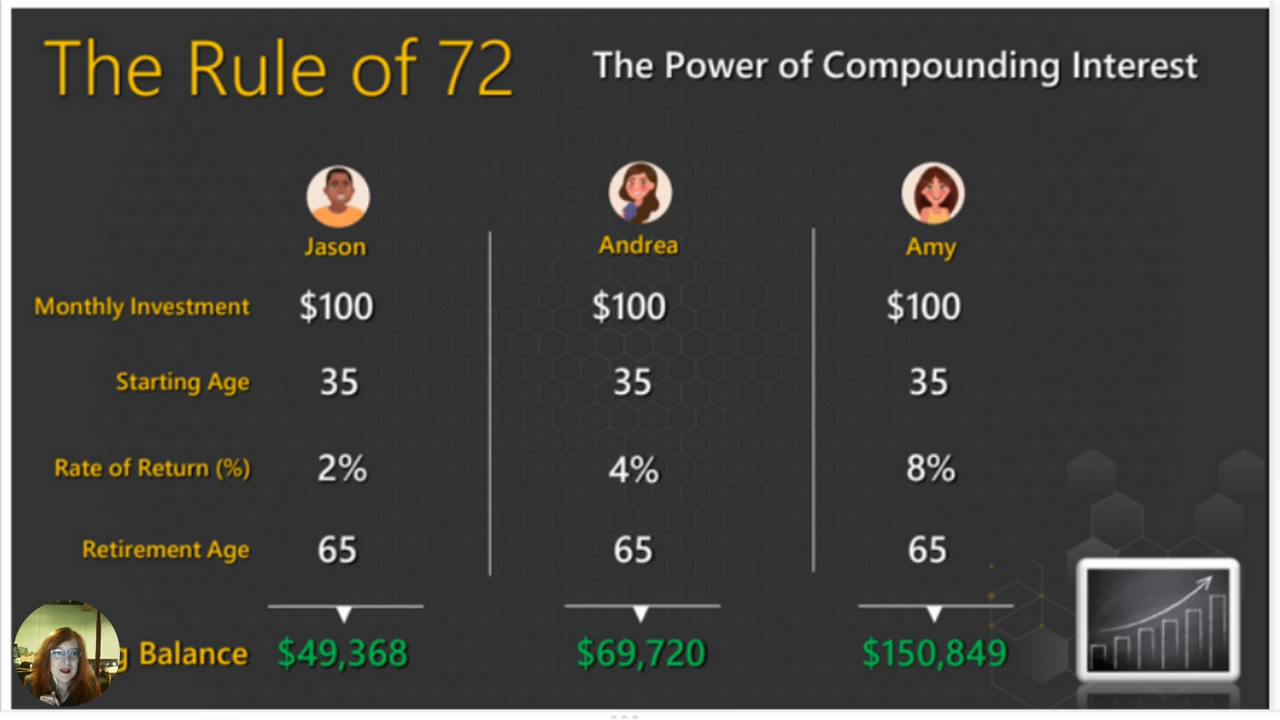 The Rule of 72
The Power of Compounding Interest
Jason Andrea Amy
Monthly Investment $100 $100 $100
Starting Age 35 35 35
Rate of Return (%) 2% 4% 8%
Retirement Age 65 65 65
g Balance $49,368 $69,720 $150,849